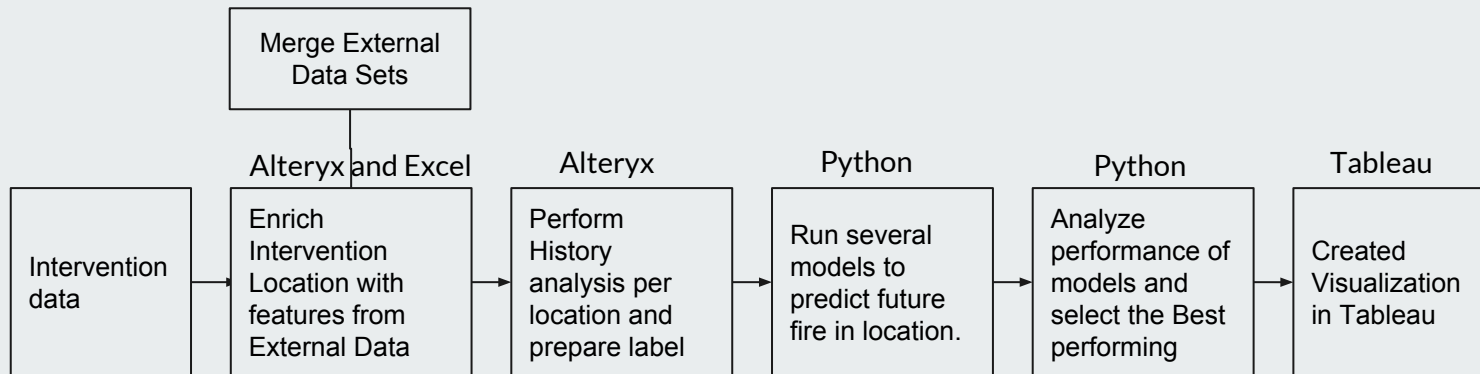 Merge External
Data Sets
Alteryx and Excel
Alteryx
Python
Python
Tableau
Intervention
data
Enrich
Intervention
Location with
features from
External Data
Perform
History
analysis per
location and
prepare label
Run several
models to
predict future
fire in location.
Analyze
performance of
models and
select the Best
performing
Created
Visualization
in Tableau